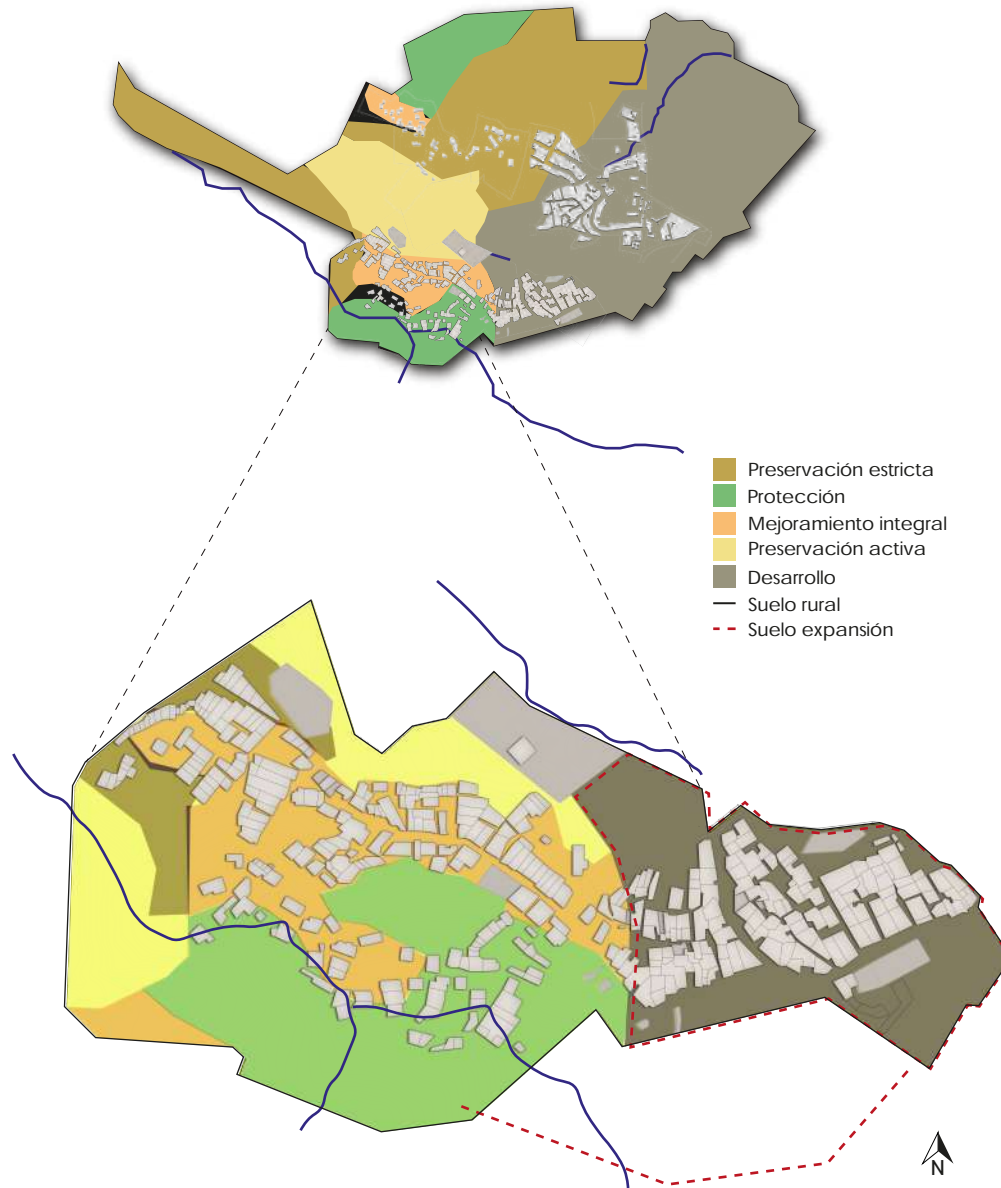 Preservación estricta
Protección
Mejoramiento integral
Preservación activa
Desarrollo
Suelo rural
Suelo expansión
N